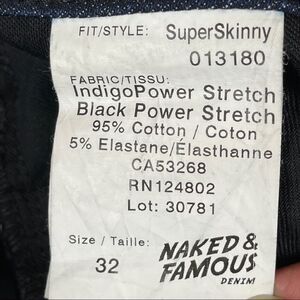 FIT/STYLE: SuperSkinny
013180
FABRIC/TISSU:
IndigoPower Stretch
Black Power Stretch
95% Cotton / Coton
5% Elastane/Élasthanne
CA53268
RN124802
Lot: 30781
Size / Taille:
32
NAKED &
FAMOUS
DENIM